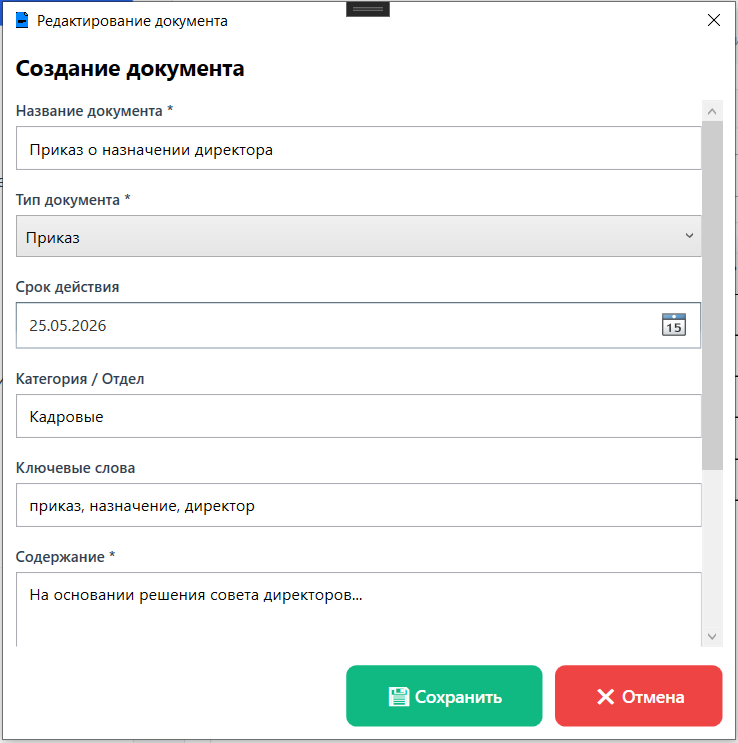 Редактирование документа
Создание документа
Название документа *
Приказ о назначении директора
Тип документа *
Приказ
Срок действия
25.05.2026
15
Категория / Отдел
Кадровые
Ключевые слова
приказ, назначение, директор
Содержание *
На основании решения совета директоров...
Сохранить
Отмена